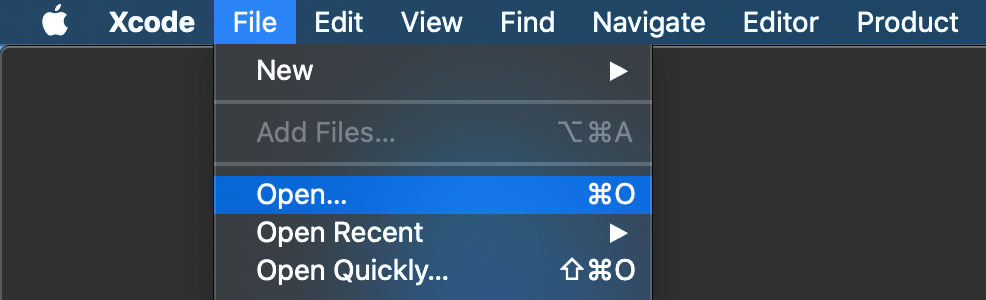 Xcode File Edit View Find Navigate Editor Product
New ▶
Add Files... ⌥⌘A
Open... ⌘O
Open Recent ▶
Open Quickly... ⇧⌘O